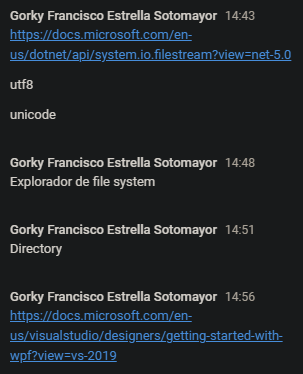 Gorky Francisco Estrella Sotomayor 14:43
https://docs.microsoft.com/en-
us/dotnet/api/system.io.filestream?view=net-5.0
utf8
unicode
Gorky Francisco Estrella Sotomayor 14:48
Explorador de file system
Gorky Francisco Estrella Sotomayor 14:51
Directory
Gorky Francisco Estrella Sotomayor 14:56
https://docs.microsoft.com/en-
us/visualstudio/designers/getting-started-with-
wpf?view=vs-2019